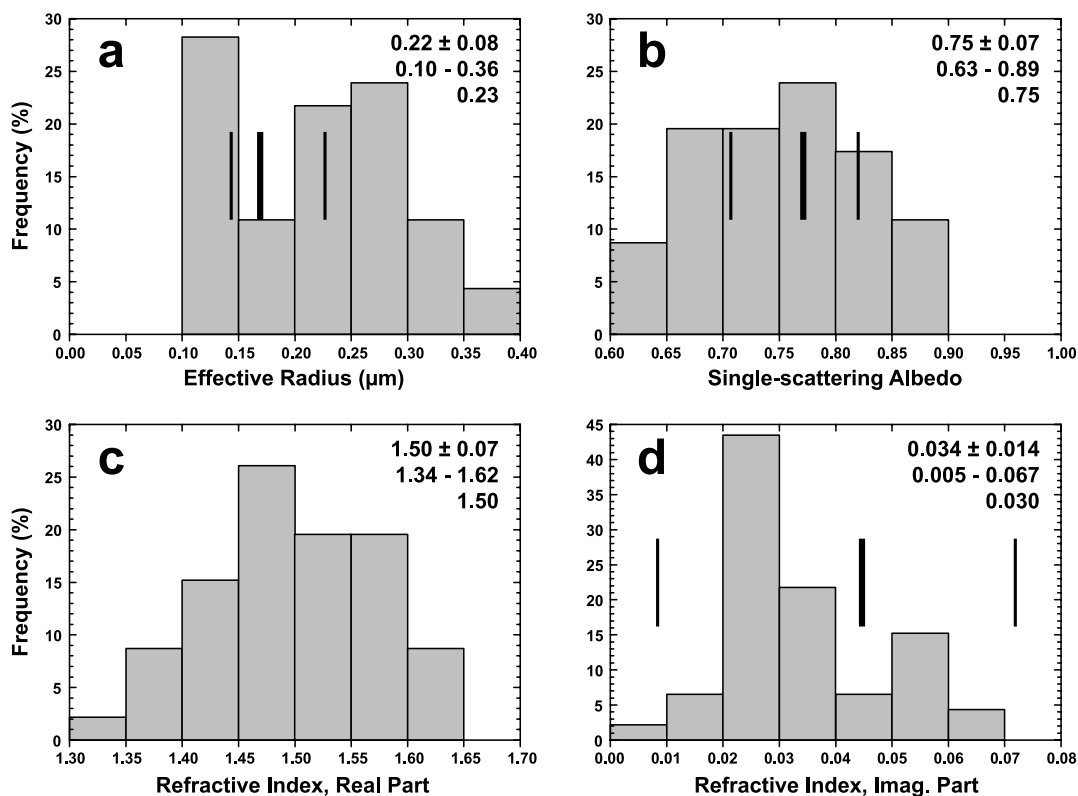 a
0.22 ± 0.08
0.10 - 0.36
0.23
Frequency (%)
30
25
20
15
10
5
0
0.00 0.05 0.10 0.15 0.20 0.25 0.30 0.35 0.40
Effective Radius (µm)
b
0.75 ± 0.07
0.63 - 0.89
0.75
30
25
20
15
10
5
0
0.60 0.65 0.70 0.75 0.80 0.85 0.90 0.95 1.00
Single-scattering Albedo
c
1.50 ± 0.07
1.34 - 1.62
1.50
Frequency (%)
30
25
20
15
10
5
0
1.30 1.35 1.40 1.45 1.50 1.55 1.60 1.65 1.70
Refractive Index, Real Part
d
0.034 ± 0.014
0.005 - 0.067
0.030
45
40
35
30
25
20
15
10
5
0
0.00 0.01 0.02 0.03 0.04 0.05 0.06 0.07 0.08
Refractive Index, Imag. Part